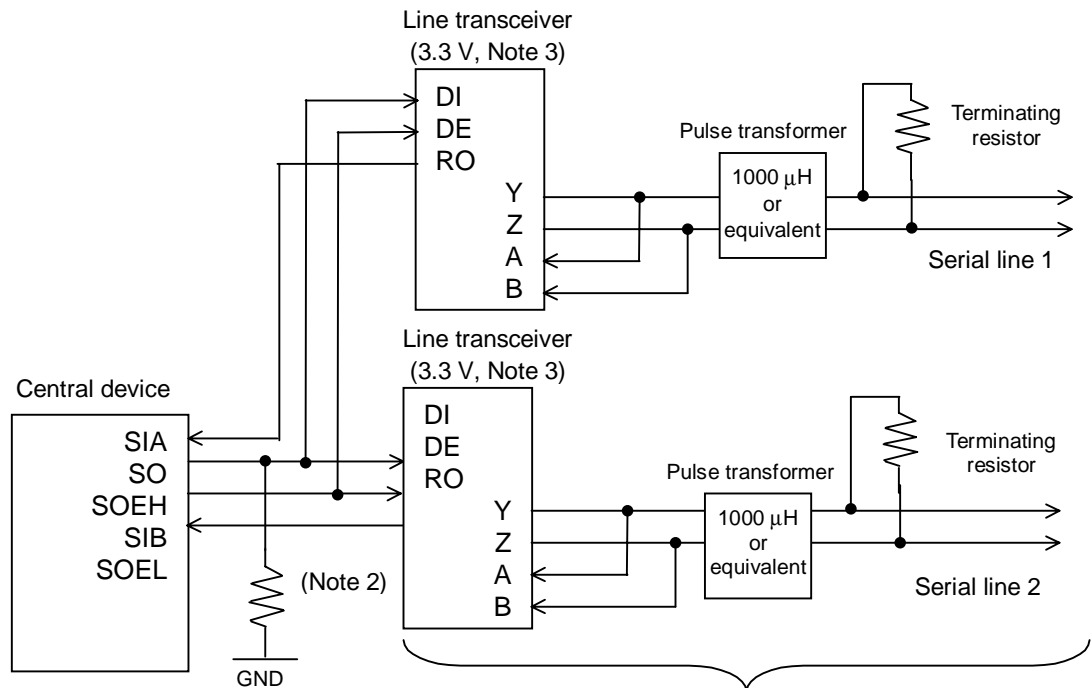 Line transceiver
(3.3 V, Note 3)
DI
DE
RO
Y
Z
A
B
Pulse transformer
1000 μH
or
equivalent
Terminating
resistor
Serial line 1
Line transceiver
(3.3 V, Note 3)
Central device
SIA
SO
SOEH
SIB
SOEL
(Note 2)
GND
DI
DE
RO
Y
Z
A
B
Pulse transformer
1000 μH
or
equivalent
Terminating
resistor
Serial line 2